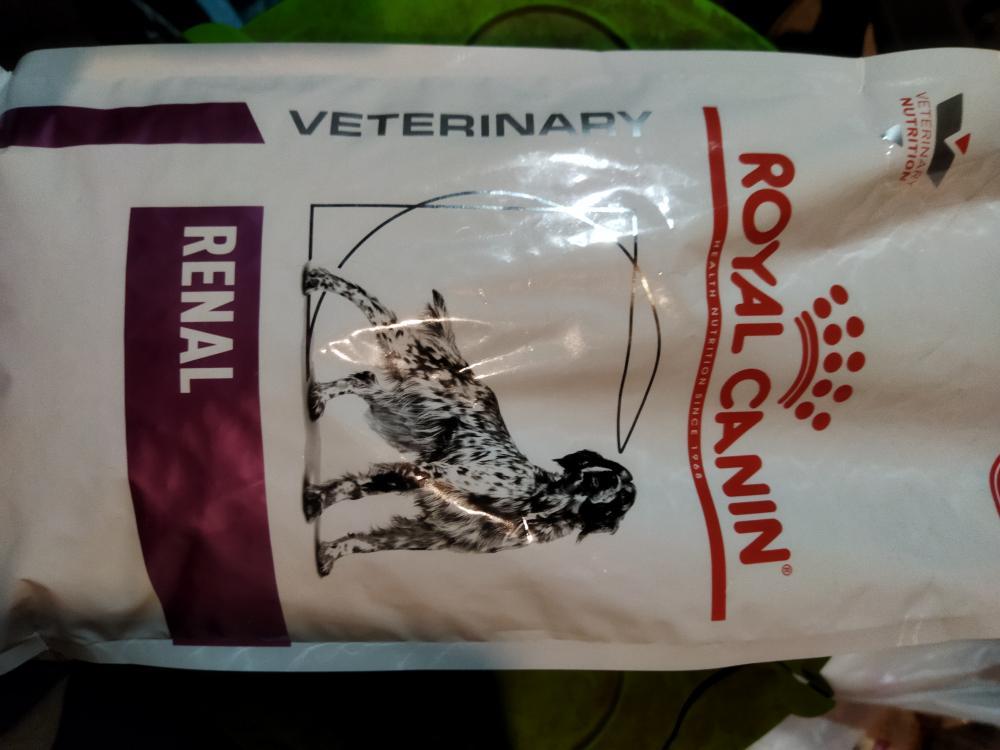 VETERINARY
NUTRITION
ROYAL CANIN®
HEALTH NUTRITION SINCE 1968
VETERINARY
RENAL